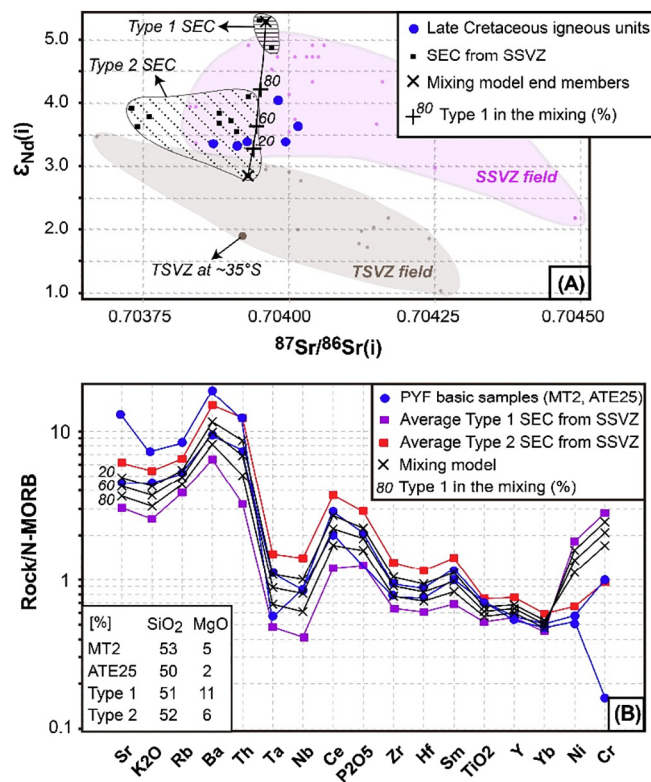 Type 1 SEC
Type 2 SEC
Late Cretaceous igneous units
SEC from SSVZ
Mixing model end members
80 Type 1 in the mixing (%)
80
60
20
SSVZ field
TSVZ at ~35°S
TSVZ field
(A)
εNd(i)
5.0
4.0
3.0
2.0
1.0
0.70375
0.70400
0.70425
0.70450
⁸⁷Sr/⁸⁶Sr(i)
PYF basic samples (MT2, ATE25)
Average Type 1 SEC from SSVZ
Average Type 2 SEC from SSVZ
Mixing model
80 Type 1 in the mixing (%)
Rock/N-MORB
10
1
0.1
20
60
80
[%] SiO₂ MgO
MT2 53 5
ATE25 50 2
Type 1 51 11
Type 2 52 6
(B)
Sr K2O Rb Ba Th Ta Nb Ce P2O5 Zr Hf Sm TiO2 Y Yb Ni Cr